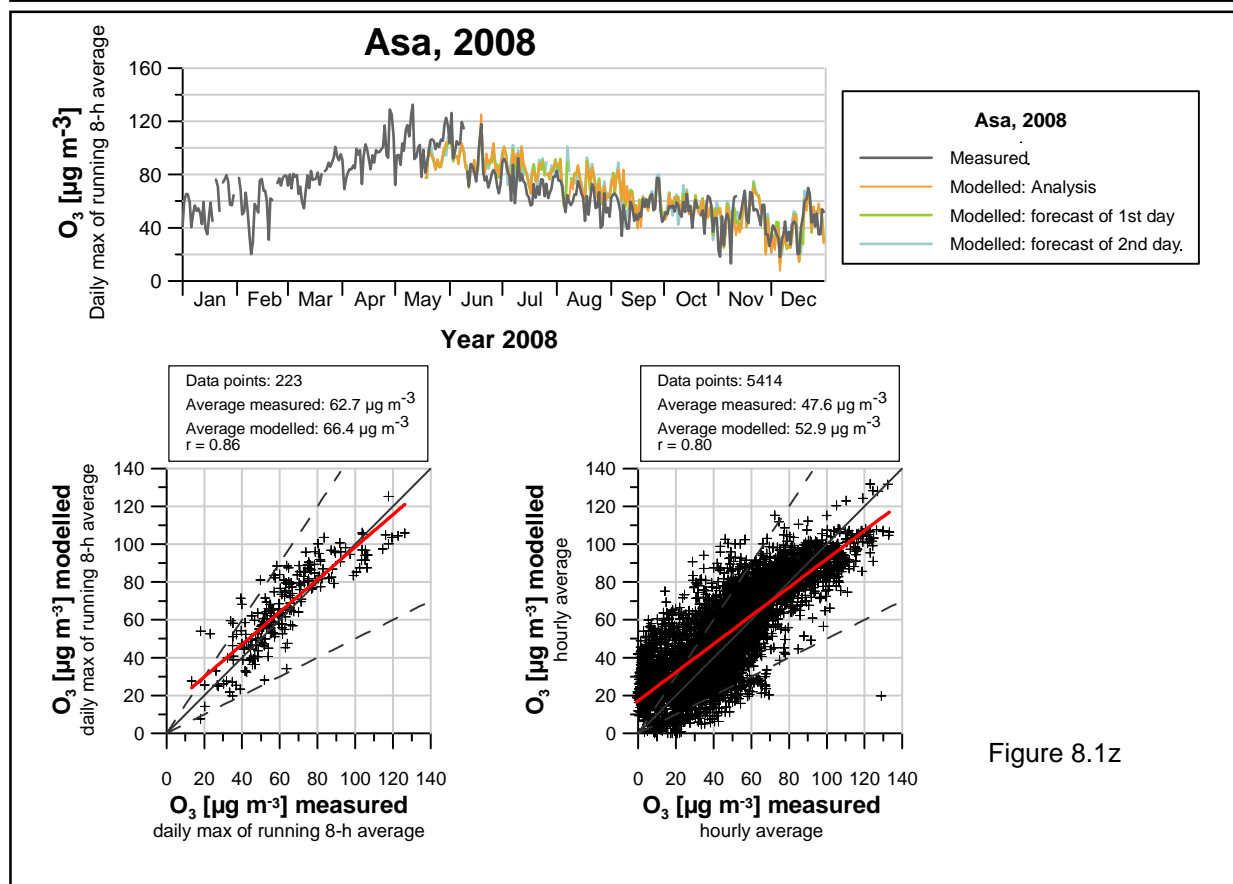 Asa, 2008
O3 [µg m-3]
Daily max of running 8-h average
160
120
80
40
0
Jan Feb Mar Apr May Jun Jul Aug Sep Oct Nov Dec
Year 2008
Asa, 2008
Measured.
Modelled: Analysis
Modelled: forecast of 1st day
Modelled: forecast of 2nd day.
Data points: 223
Average measured: 62.7 µg m-3
Average modelled: 66.4 µg m-3
r = 0.86
O3 [µg m-3] modelled
daily max of running 8-h average
140
120
100
80
60
40
20
0
0 20 40 60 80 100 120 140
O3 [µg m-3] measured
daily max of running 8-h average
Data points: 5414
Average measured: 47.6 µg m-3
Average modelled: 52.9 µg m-3
r = 0.80
O3 [µg m-3] modelled
hourly average
140
120
100
80
60
40
20
0
0 20 40 60 80 100 120 140
O3 [µg m-3] measured
hourly average
Figure 8.1z